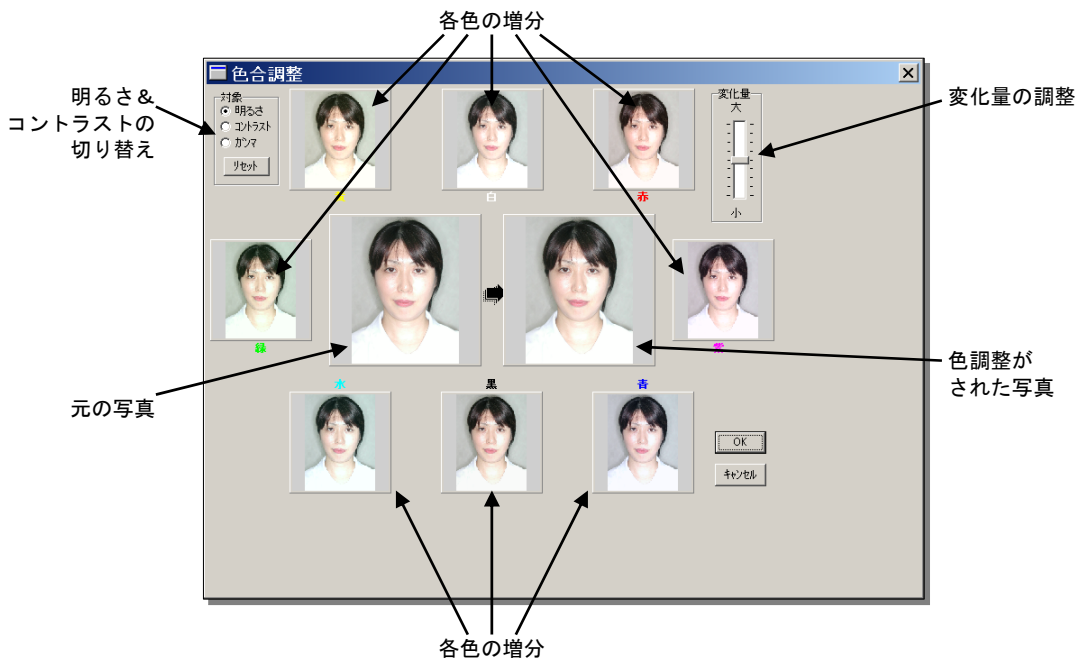 各色の増分
色合調整
明るさ＆
コントラストの
切り替え
対象
明るさ
コントラスト
ガンマ
リセット
変化量
大
小
変化量の調整
黄
白
赤
緑
紫
水
黒
青
元の写真
色調整が
された写真
OK
キャンセル
各色の増分